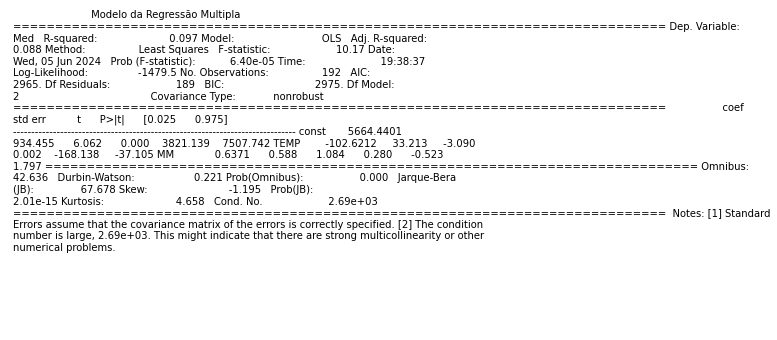 Modelo da Regressão Multipla
============================================================================== Dep. Variable:
Med   R-squared:                       0.097 Model:                            OLS   Adj. R-squared:
0.088 Method:                 Least Squares   F-statistic:                     10.17 Date:
Wed, 05 Jun 2024   Prob (F-statistic):           6.40e-05 Time:                        19:38:37
Log-Likelihood:                -1479.5 No. Observations:                 192   AIC:
2965. Df Residuals:                     189   BIC:                             2975. Df Model:
2                                          Covariance Type:            nonrobust
==============================================================================                  coef
std err          t      P>|t|      [0.025      0.975]
------------------------------------------------------------------------------ const       5664.4401
934.455      6.062      0.000    3821.139    7507.742 TEMP        -102.6212     33.213     -3.090
0.002    -168.138     -37.105 MM             0.6371      0.588      1.084      0.280      -0.523
1.797 ============================================================================== Omnibus:
42.636   Durbin-Watson:                   0.221 Prob(Omnibus):                  0.000   Jarque-Bera
(JB):               67.678 Skew:                          -1.195   Prob(JB):
2.01e-15 Kurtosis:                       4.658   Cond. No.                     2.69e+03
==============================================================================  Notes: [1] Standard
Errors assume that the covariance matrix of the errors is correctly specified. [2] The condition
number is large, 2.69e+03. This might indicate that there are strong multicollinearity or other
numerical problems.